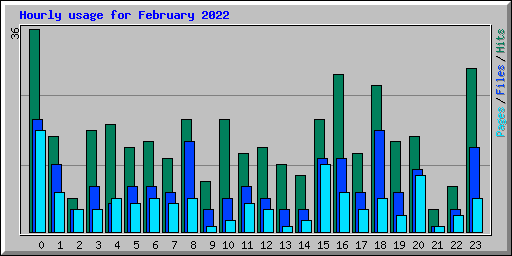 Hourly usage for February 2022
36
Pages / Files / Hits
0 1 2 3 4 5 6 7 8 9 10 11 12 13 14 15 16 17 18 19 20 21 22 23